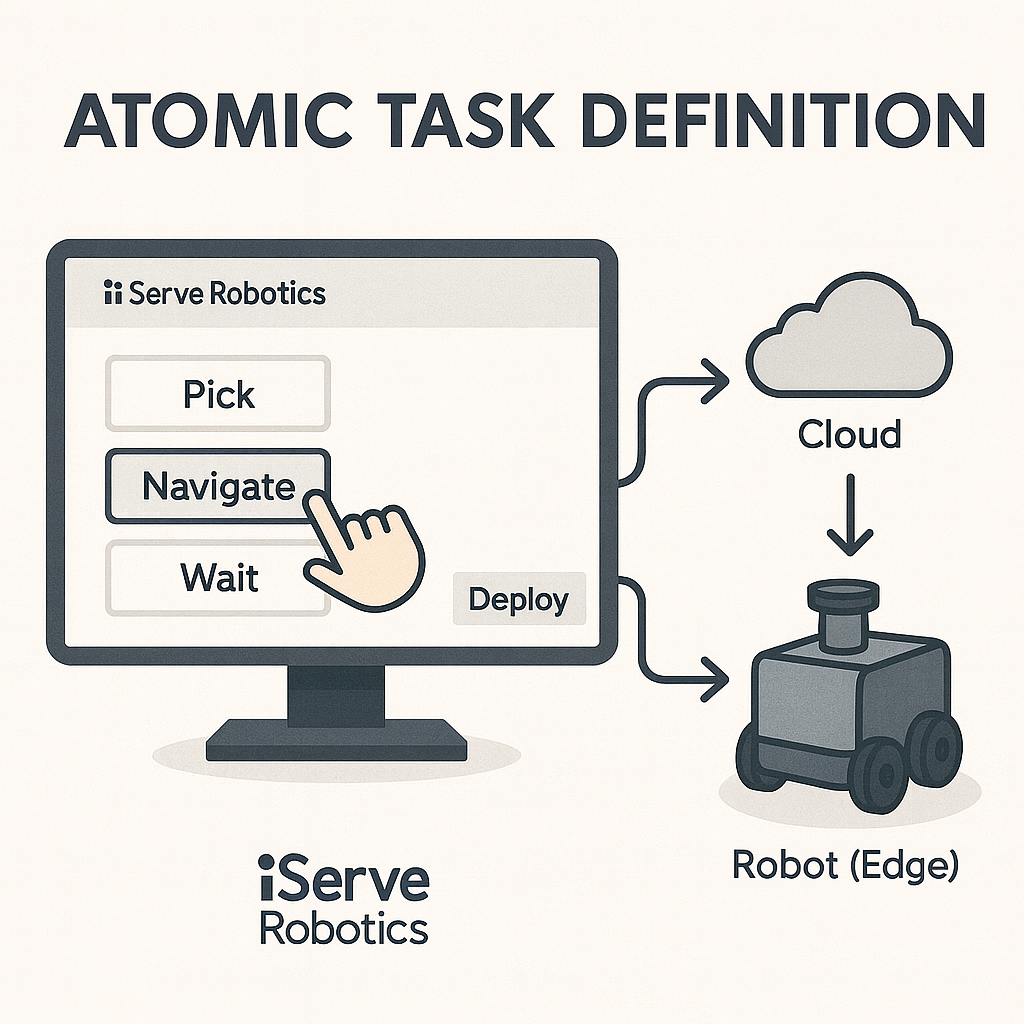 ATOMIC TASK DEFINITION
ii Serve Robotics
Pick
Navigate
Wait
Deploy
Cloud
Robot (Edge)
iServe
Robotics